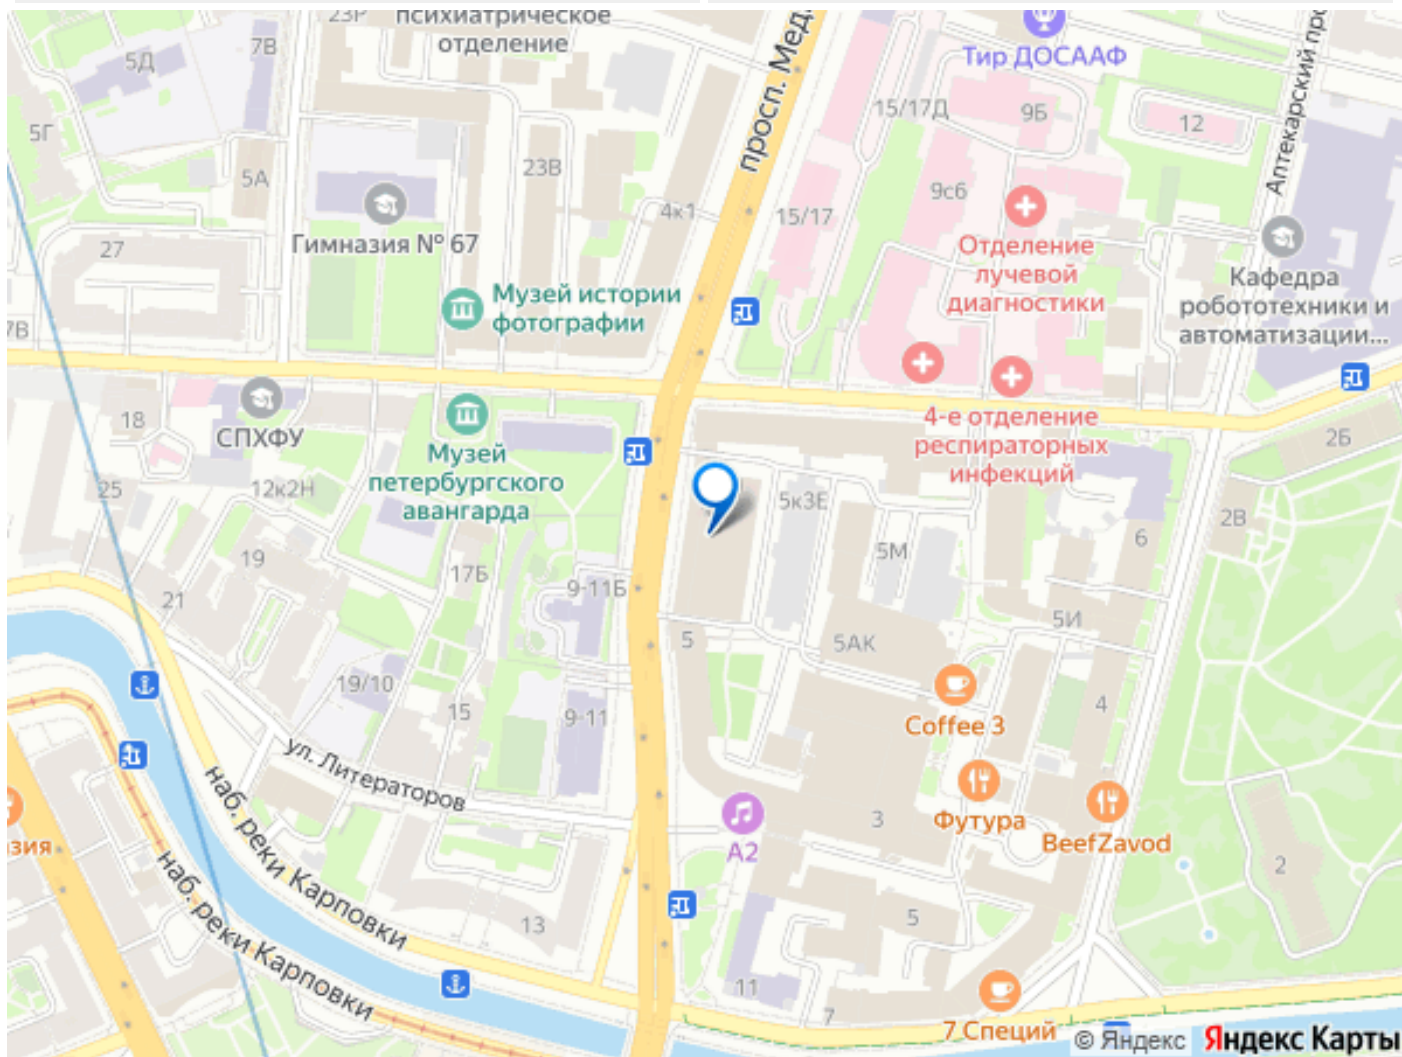 23Р
психиатрическое
отделение
7В
5Д
5Г
5А
23В
просп. Мед
Тир ДОСААФ
15/17Д
9Б
12
Аптекарский про
9с6
4к1
15/17
Гимназия № 67
27
Отделение
лучевой
диагностики
Кафедра
робототехники и
автоматизации...
Музей истории
фотографии
7В
18
СПХФУ
4-е отделение
респираторных
инфекций
2Б
Музей
петербургского
авангарда
25
12к2Н
5к3Е
2В
6
5М
19
17Б
9-11Б
21
5И
5
5АК
19/10
15
9-11
Coffee 3
4
ул. Литераторов
наб. реки Карповки
Футура
3
BeefZavod
А2
зия
2
наб. реки Карповки
13
5
11
7
7 Специй
© Яндекс Яндекс Карты